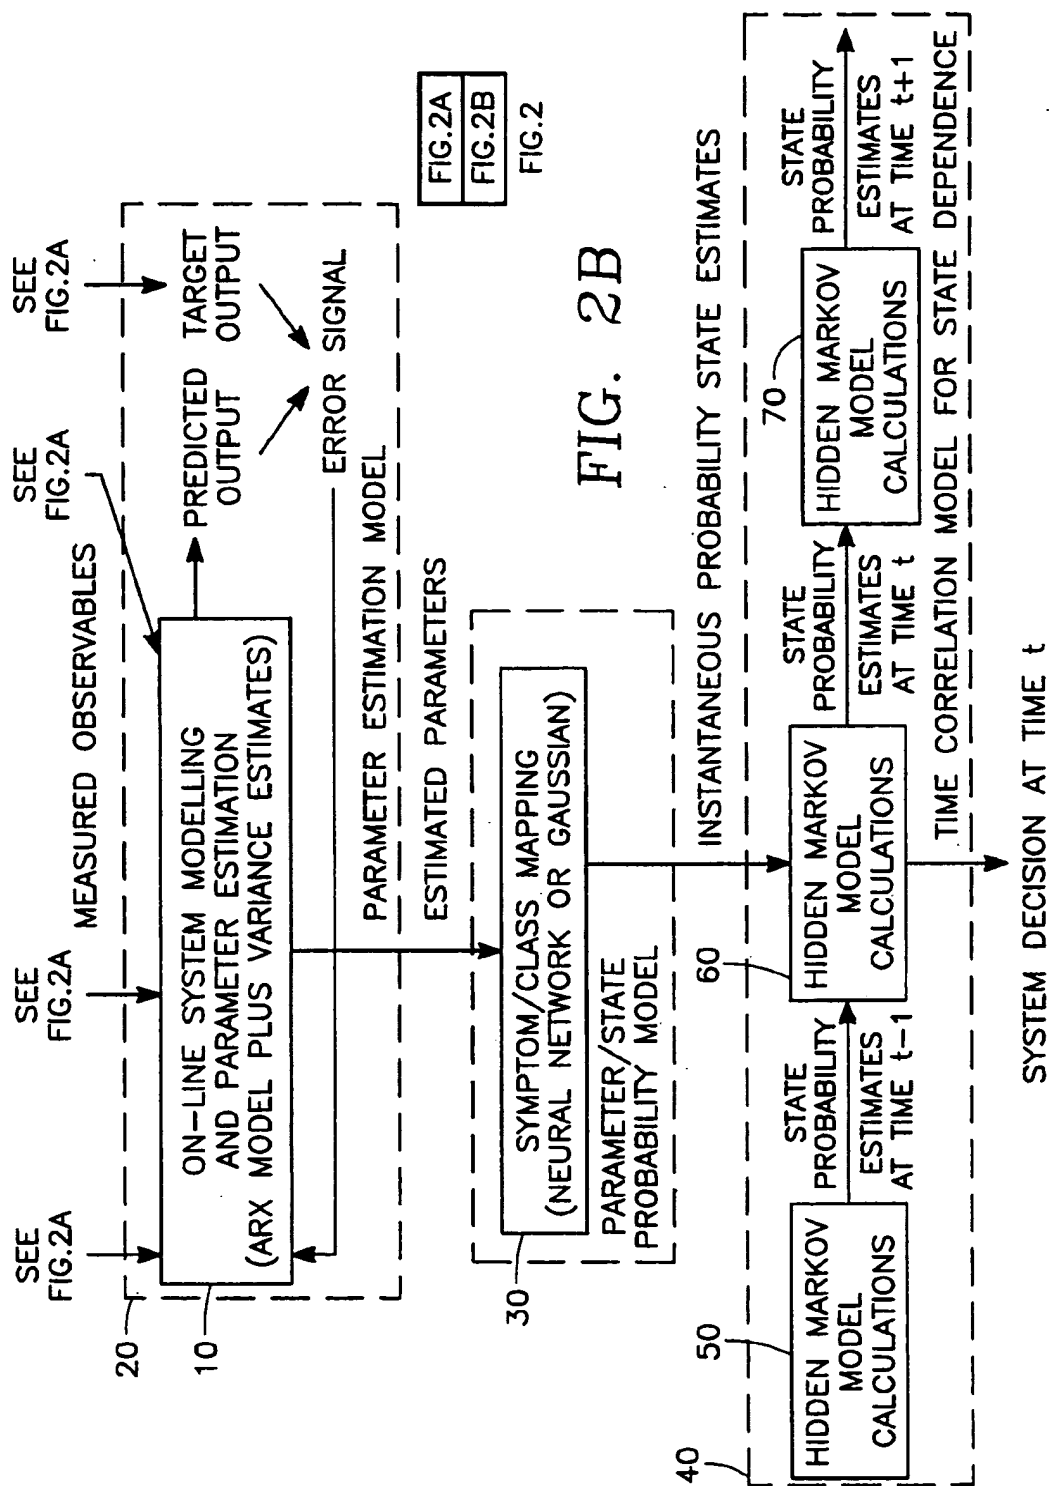 SEE
FIG.2A
MEASURED OBSERVABLES
SEE
FIG.2A
SEE
FIG.2A
SEE
FIG.2A
20
10
ON-LINE SYSTEM MODELLING
AND PARAMETER ESTIMATION
(ARX MODEL PLUS VARIANCE ESTIMATES)
PREDICTED
OUTPUT
TARGET
OUTPUT
ERROR SIGNAL
PARAMETER ESTIMATION MODEL
ESTIMATED PARAMETERS
FIG.2A
FIG.2B
FIG.2
30
SYMPTOM/CLASS MAPPING
(NEURAL NETWORK OR GAUSSIAN)
PARAMETER/STATE
PROBABILITY MODEL
FIG. 2B
INSTANTANEOUS PROBABILITY STATE ESTIMATES
40
50
HIDDEN MARKOV
MODEL
CALCULATIONS
STATE
PROBABILITY
ESTIMATES
AT TIME t-1
60
HIDDEN MARKOV
MODEL
CALCULATIONS
STATE
PROBABILITY
ESTIMATES
AT TIME t
70
HIDDEN MARKOV
MODEL
CALCULATIONS
STATE
PROBABILITY
ESTIMATES
AT TIME t+1
TIME CORRELATION MODEL FOR STATE DEPENDENCE
SYSTEM DECISION AT TIME t